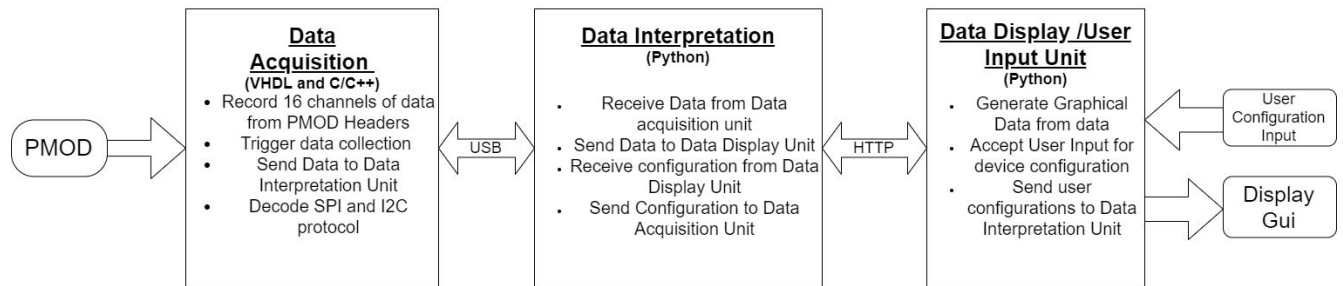 PMOD
Data
Acquisition
(VHDL and C/C++)
• Record 16 channels of data
from PMOD Headers
• Trigger data collection
• Send Data to Data
Interpretation Unit
• Decode SPI and I2C
protocol
USB
Data Interpretation
(Python)
• Receive Data from Data
acquisition unit
• Send Data to Data Display Unit
• Receive configuration from Data
Display Unit
• Send Configuration to Data
Acquisition Unit
HTTP
Data Display /User
Input Unit
(Python)
• Generate Graphical
Data from data
• Accept User Input for
device configuration
• Send user
configurations to Data
Interpretation Unit
User
Configuration
Input
Display
Gui